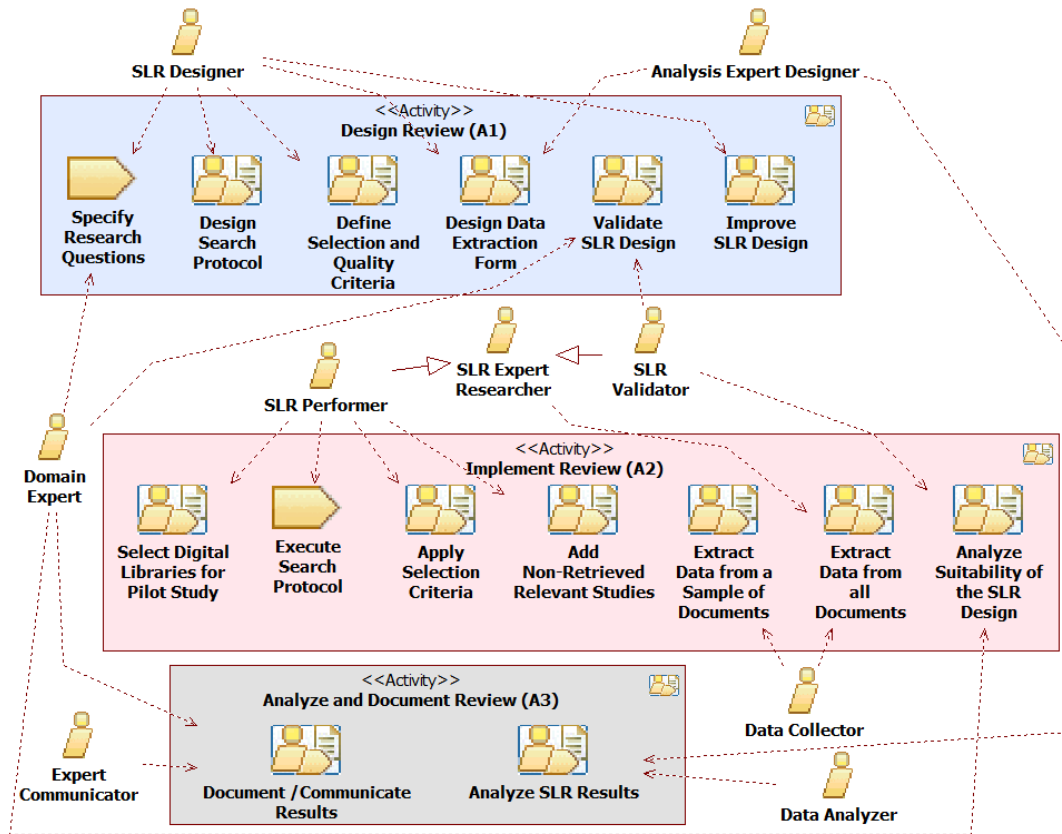 SLR Designer
Analysis Expert Designer
<<Activity>>
Design Review (A1)
Specify
Research
Questions
Design
Search
Protocol
Define
Selection and
Quality
Criteria
Design Data
Extraction
Form
Validate
SLR Design
Improve
SLR Design
SLR Expert
Researcher
SLR
Validator
SLR Performer
Domain
Expert
<<Activity>>
Implement Review (A2)
Select Digital
Libraries for
Pilot Study
Execute
Search
Protocol
Apply
Selection
Criteria
Add
Non-Retrieved
Relevant Studies
Extract
Data from a
Sample of
Documents
Extract
Data from
all
Documents
Analyze
Suitability of
the SLR
Design
<<Activity>>
Analyze and Document Review (A3)
Data Collector
Expert
Communicator
Document /Communicate
Results
Analyze SLR Results
Data Analyzer